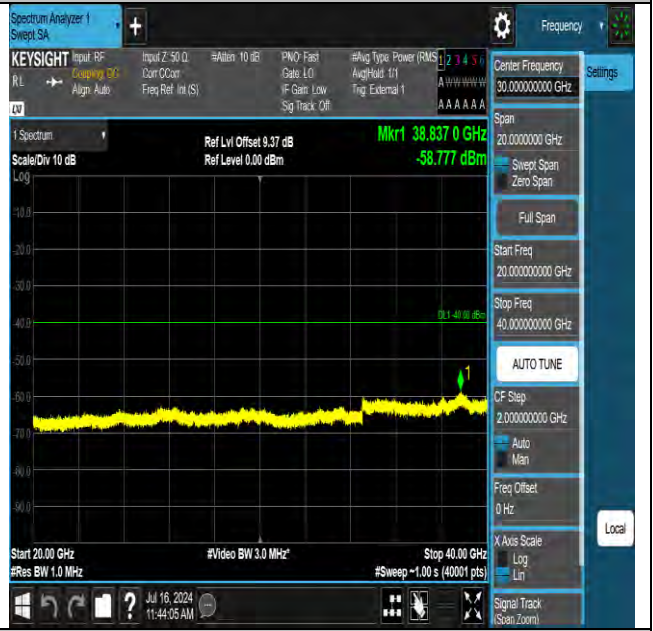 Spectrum Analyzer 1
Swept SA
+
Frequency
KEYSIGHT
RL
LXI
Input: RF
Coupling: DC
Align: Auto
Input Z: 50 Ω
Corr CCorr
Freq Ref: Int (S)
#Atten: 10 dB
PNO: Fast
Gate: LO
IF Gain: Low
Sig Track: Off
#Avg Type: Power (RMS
Avg|Hold: 1/1
Trig: External 1
1 2 3 4 5 6
A W W W W W
A A A A A A
1 Spectrum
Scale/Div 10 dB
Ref Lvl Offset 9.37 dB
Ref Level 0.00 dBm
Mkr1 38.837 0 GHz
-58.777 dBm
Log
-10.0
-20.0
-40.0
-50.0
-60.0
-70.0
-80.0
-90.0
DL1 -40.00 dBm
1
Start 20.00 GHz
#Res BW 1.0 MHz
#Video BW 3.0 MHz*
Stop 40.00 GHz
#Sweep ~1.00 s (40001 pts)
?
Jul 16, 2024
11:44:05 AM
Center Frequency
30.000000000 GHz
Settings
Span
20.0000000 GHz
Swept Span
Zero Span
Full Span
Start Freq
20.000000000 GHz
Stop Freq
40.000000000 GHz
AUTO TUNE
CF Step
2.000000000 GHz
Auto
Man
Freq Offset
0 Hz
X Axis Scale
Log
Lin
Local
Signal Track
(Span Zoom)